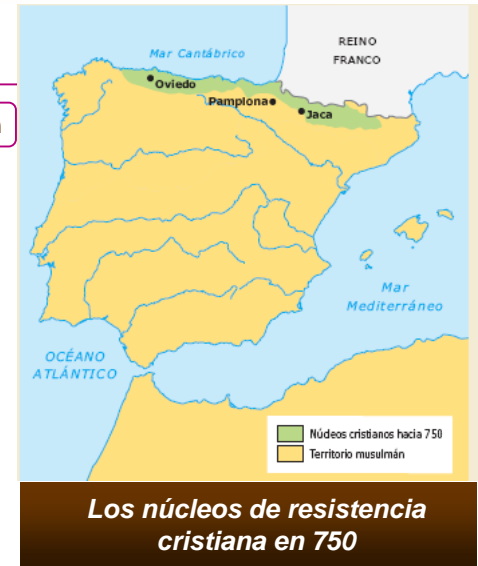 Mar Cantábrico
REINO
FRANCO
Oviedo
Pamplona
Jaca
Mar
Mediterráneo
OCÉANO
ATLÁNTICO
Núcleos cristianos hacia 750
Territorio musulmán
Los núcleos de resistencia
cristiana en 750